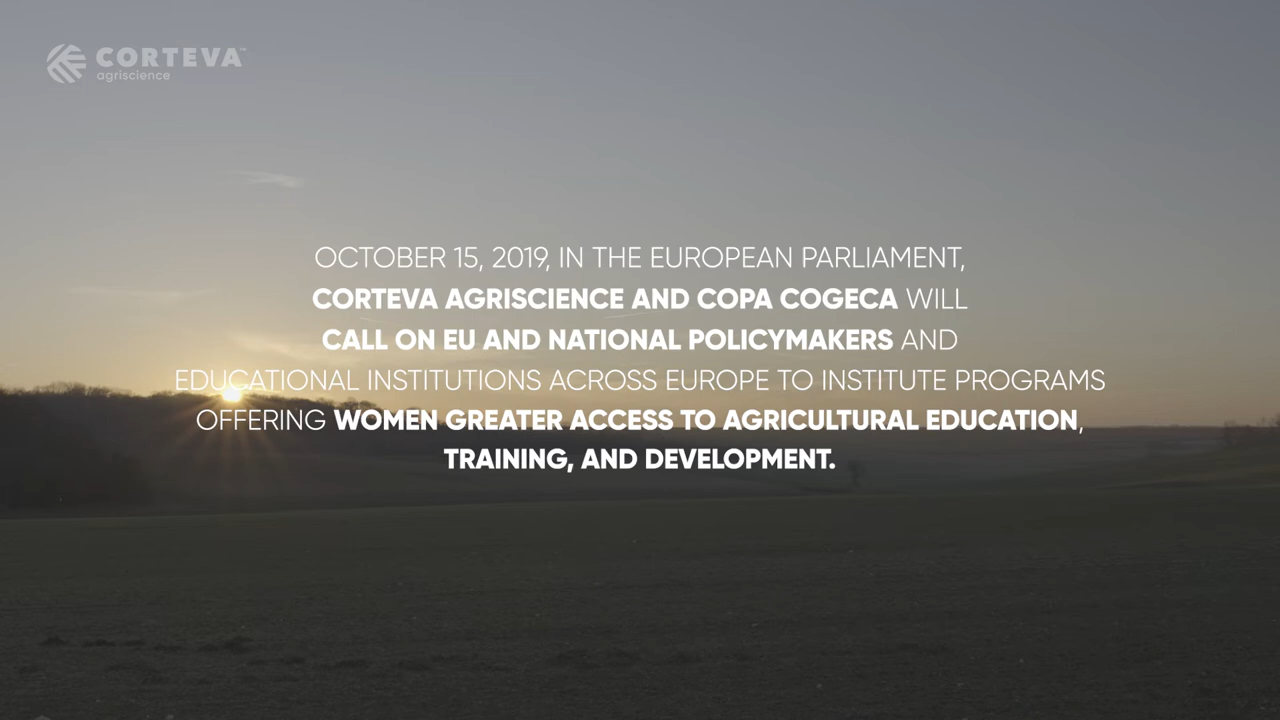 CORTEVA™
agriscience
OCTOBER 15, 2019, IN THE EUROPEAN PARLIAMENT,
CORTEVA AGRISCIENCE AND COPA COGECA WILL
CALL ON EU AND NATIONAL POLICYMAKERS AND
EDUCATIONAL INSTITUTIONS ACROSS EUROPE TO INSTITUTE PROGRAMS
OFFERING WOMEN GREATER ACCESS TO AGRICULTURAL EDUCATION,
TRAINING, AND DEVELOPMENT.